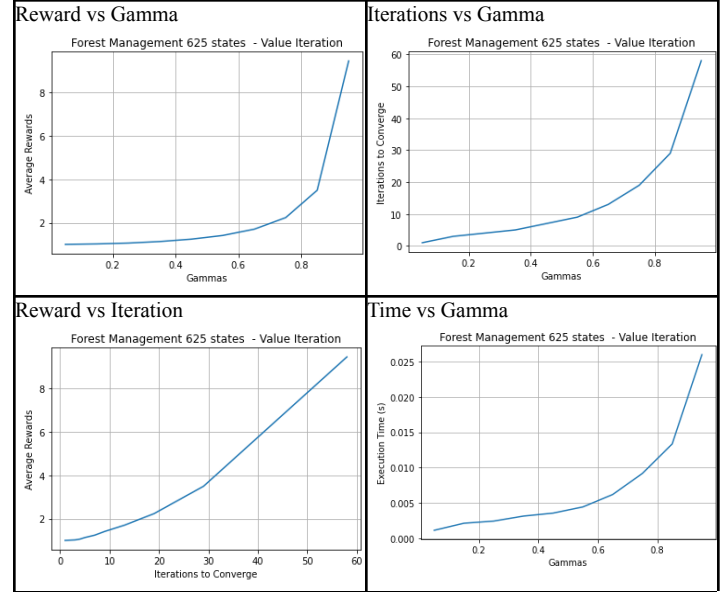 Reward vs Gamma
Forest Management 625 states - Value Iteration
8
6
4
2
Average Rewards
0.2 0.4 0.6 0.8
Gammas
Iterations vs Gamma
Forest Management 625 states - Value Iteration
60
50
40
30
20
10
0
Iterations to Converge
0.2 0.4 0.6 0.8
Gammas
Reward vs Iteration
Forest Management 625 states - Value Iteration
8
6
4
2
Average Rewards
0 10 20 30 40 50 60
Iterations to Converge
Time vs Gamma
Forest Management 625 states - Value Iteration
0.025
0.020
0.015
0.010
0.005
0.000
Execution Time (s)
0.2 0.4 0.6 0.8
Gammas